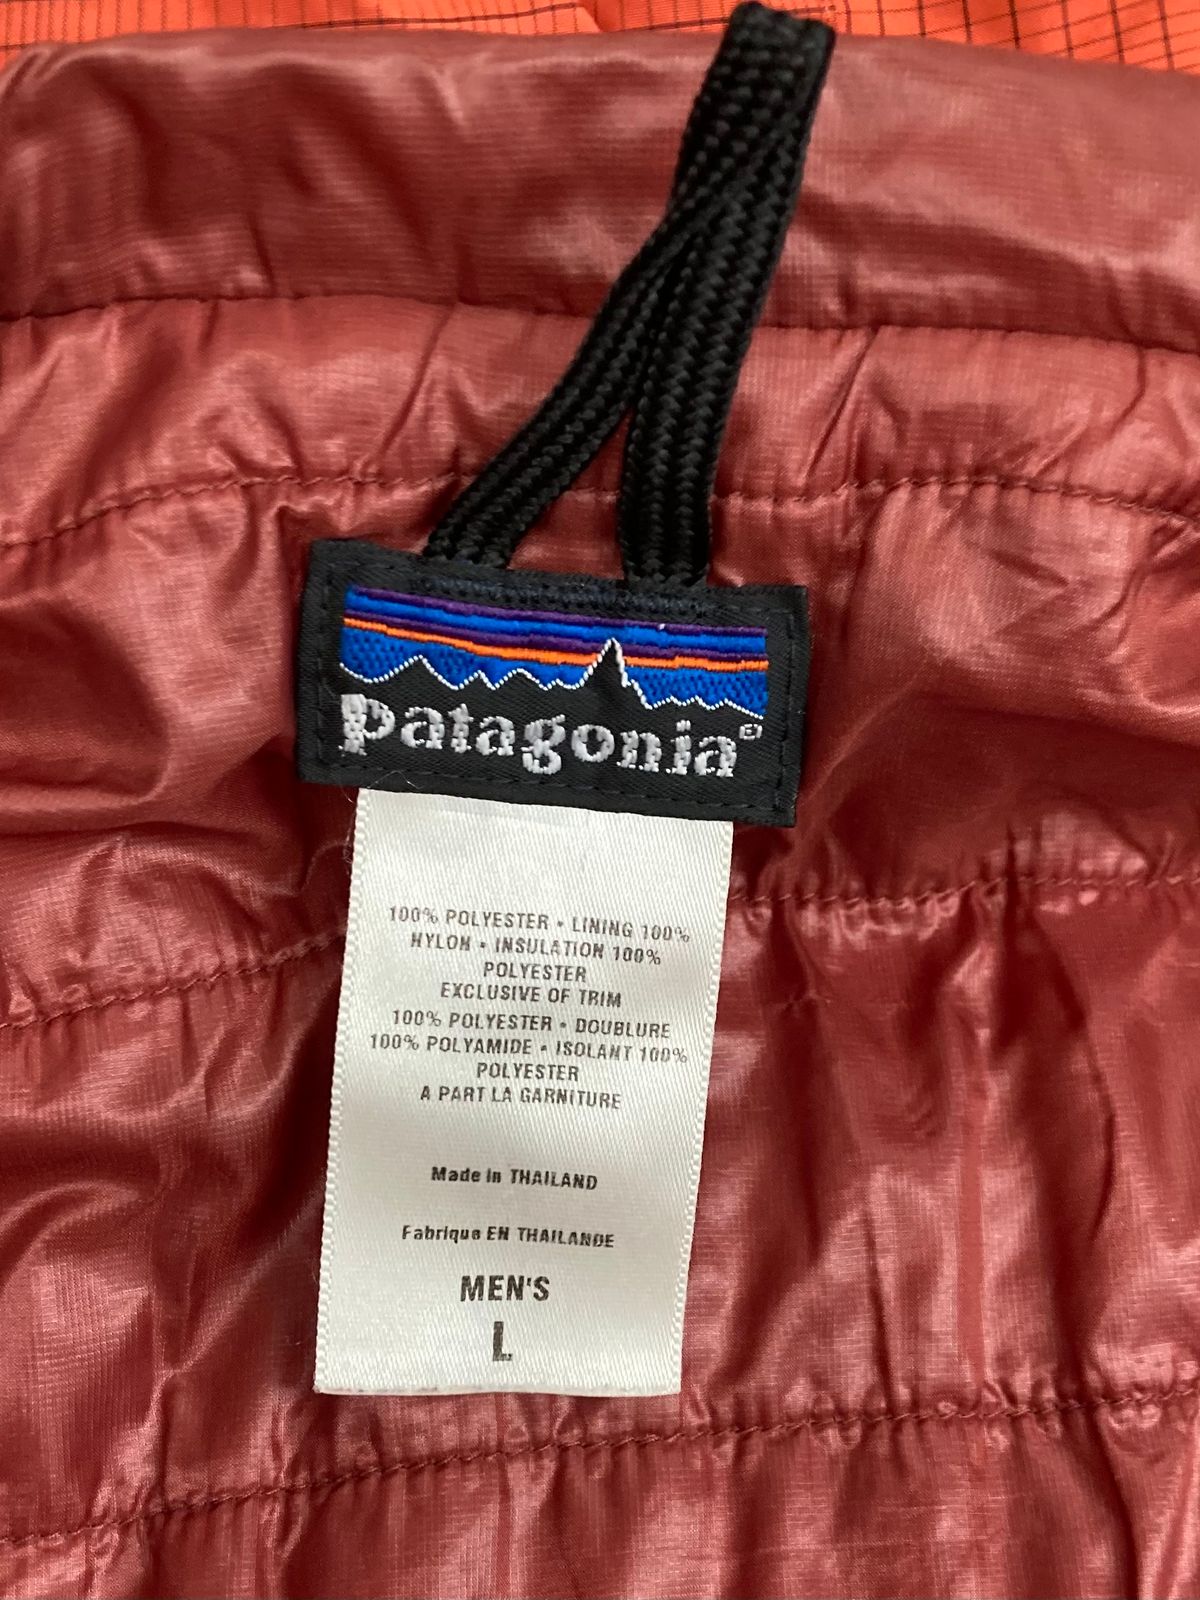 patagonia®
100% POLYESTER • LINING 100%
NYLON • INSULATION 100%
POLYESTER
EXCLUSIVE OF TRIM
100% POLYESTER • DOUBLURE
100% POLYAMIDE • ISOLANT 100%
POLYESTER
A PART LA GARNITURE
Made in THAILAND
Fabrique EN THAILANDE
MEN'S
L